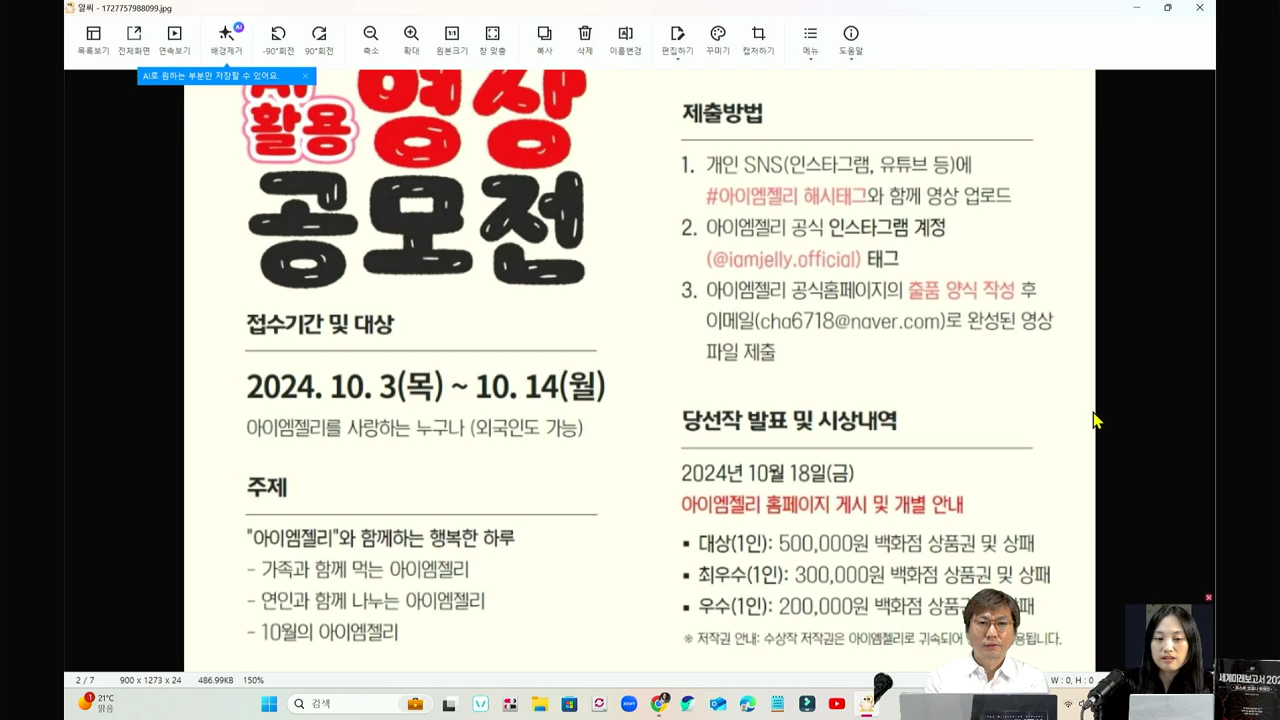 알씨 - 1727757988099.jpg
목록보기 전체화면 연속보기 배경제거 AI -90°회전 90°회전 축소 확대 원본크기 창 맞춤 복사 삭제 이름변경 편집하기 꾸미기 캡처하기 메뉴 도움말
AI로 원하는 부분만 저장할 수 있어요.
AI
활용
영상
공모전
접수기간 및 대상
2024. 10. 3(목) ~ 10. 14(월)
아이엠젤리를 사랑하는 누구나 (외국인도 가능)
주제
"아이엠젤리"와 함께하는 행복한 하루
- 가족과 함께 먹는 아이엠젤리
- 연인과 함께 나누는 아이엠젤리
- 10월의 아이엠젤리
제출방법
1. 개인 SNS(인스타그램, 유튜브 등)에
#아이엠젤리 해시태그와 함께 영상 업로드
2. 아이엠젤리 공식 인스타그램 계정
(@iamjelly.official) 태그
3. 아이엠젤리 공식홈페이지의 출품 양식 작성 후
이메일(cha6718@naver.com)로 완성된 영상
파일 제출
당선작 발표 및 시상내역
2024년 10월 18일(금)
아이엠젤리 홈페이지 게시 및 개별 안내
▪ 대상(1인): 500,000원 백화점 상품권 및 상패
▪ 최우수(1인): 300,000원 백화점 상품권 및 상패
▪ 우수(1인): 200,000원 백화점 상품 상패
※ 저작권 안내: 수상작 저작권은 아이엠젤리로 귀속되어 됩니다.
2 / 7 900 x 1273 x 24 486.99KB 150% W : 0, H : 0
21°C
맑음
검색
zoom
세계미래보고서 202